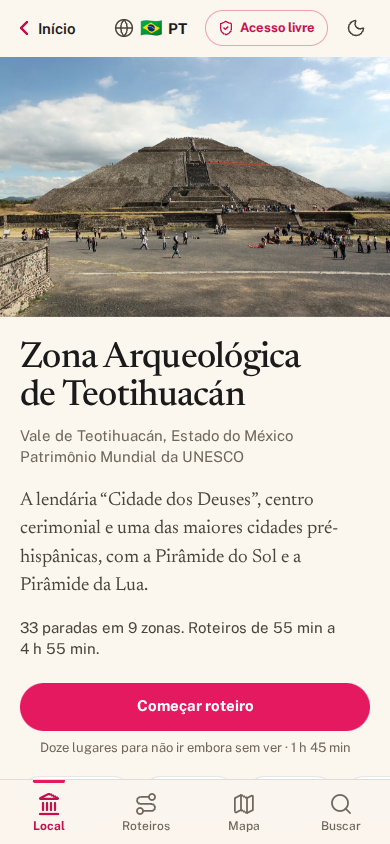 Início
PT
Acesso livre
Zona Arqueológica
de Teotihuacán
Vale de Teotihuacán, Estado do México
Patrimônio Mundial da UNESCO
A lendária “Cidade dos Deuses”, centro
cerimonial e uma das maiores cidades pré-
hispânicas, com a Pirâmide do Sol e a
Pirâmide da Lua.
33 paradas em 9 zonas. Roteiros de 55 min a
4 h 55 min.
Começar roteiro
Doze lugares para não ir embora sem ver · 1 h 45 min
Local
Roteiros
Mapa
Buscar